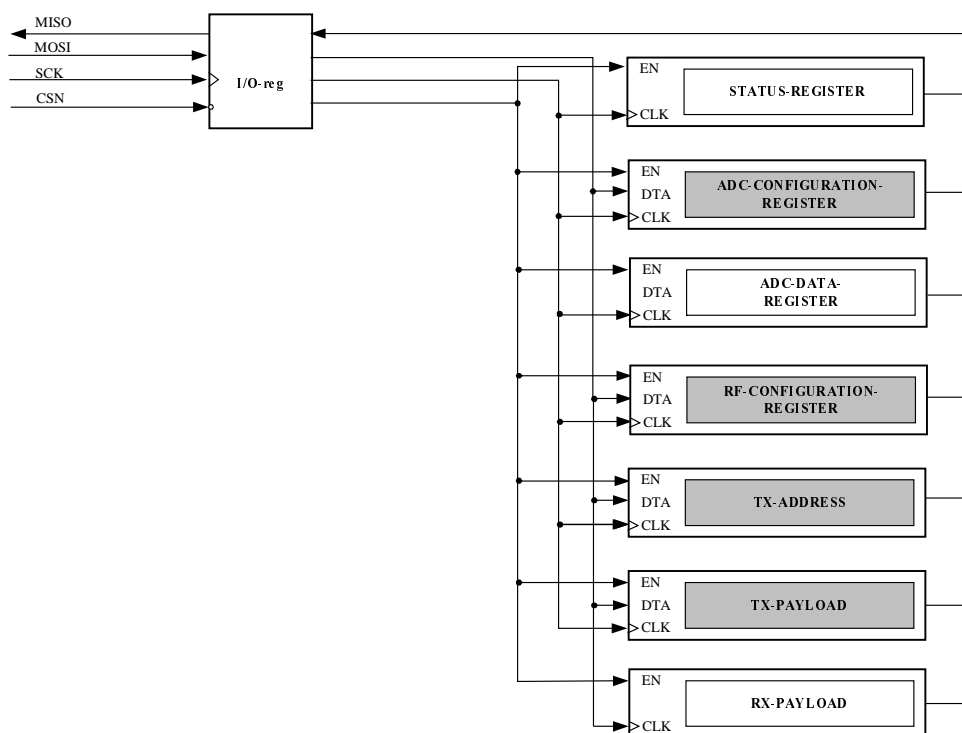 MISO
MOSI
SCK
CSN
I/O-reg
EN
STATUS-REGISTER
CLK
EN
DTA
CLK
ADC-CONFIGURATION-
REGISTER
EN
DTA
CLK
ADC-DATA-
REGISTER
EN
DTA
CLK
RF-CONFIGURATION-
REGISTER
EN
DTA
CLK
TX-ADDRESS
EN
DTA
CLK
TX-PAYLOAD
EN
CLK
RX-PAYLOAD